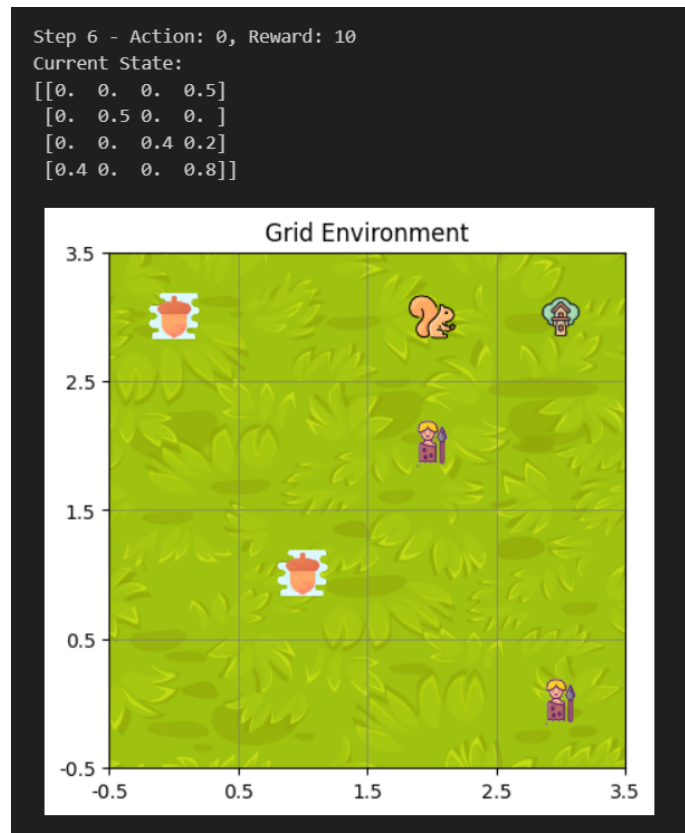 Step 6 - Action: 0, Reward: 10
Current State:
[[0.  0.  0.  0.5]
 [0.  0.5 0.  0. ]
 [0.  0.  0.4 0.2]
 [0.4 0.  0.  0.8]]
Grid Environment
3.5
2.5
1.5
0.5
-0.5
-0.5 0.5 1.5 2.5 3.5